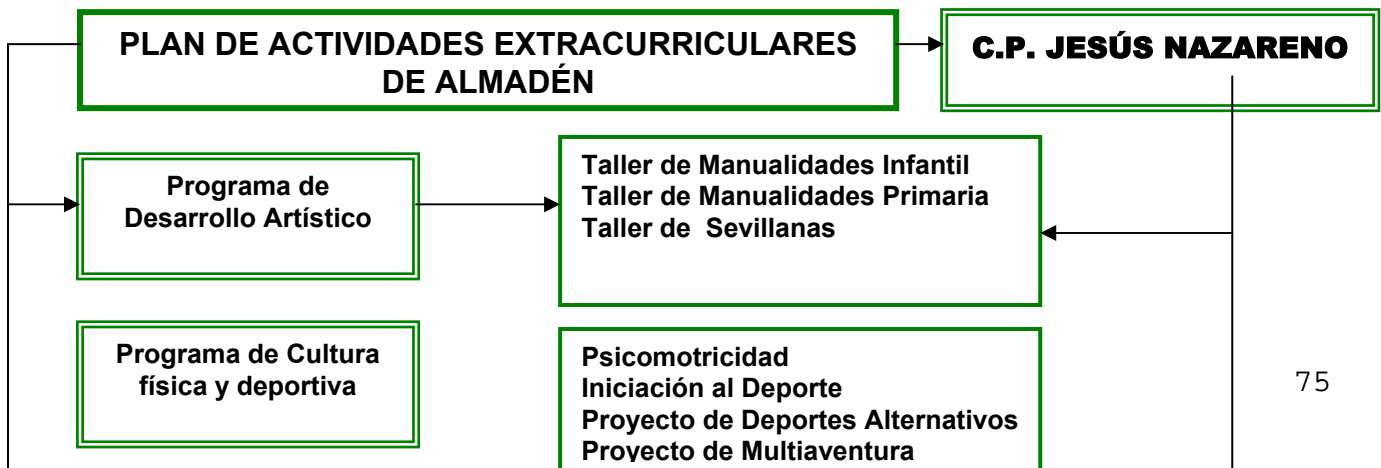 PLAN DE ACTIVIDADES EXTRACURRICULARES
DE ALMADÉN
C.P. JESÚS NAZARENO
Programa de
Desarrollo Artístico
Taller de Manualidades Infantil
Taller de Manualidades Primaria
Taller de Sevillanas
Programa de Cultura
física y deportiva
Psicomotricidad
Iniciación al Deporte
Proyecto de Deportes Alternativos
Proyecto de Multiaventura
75